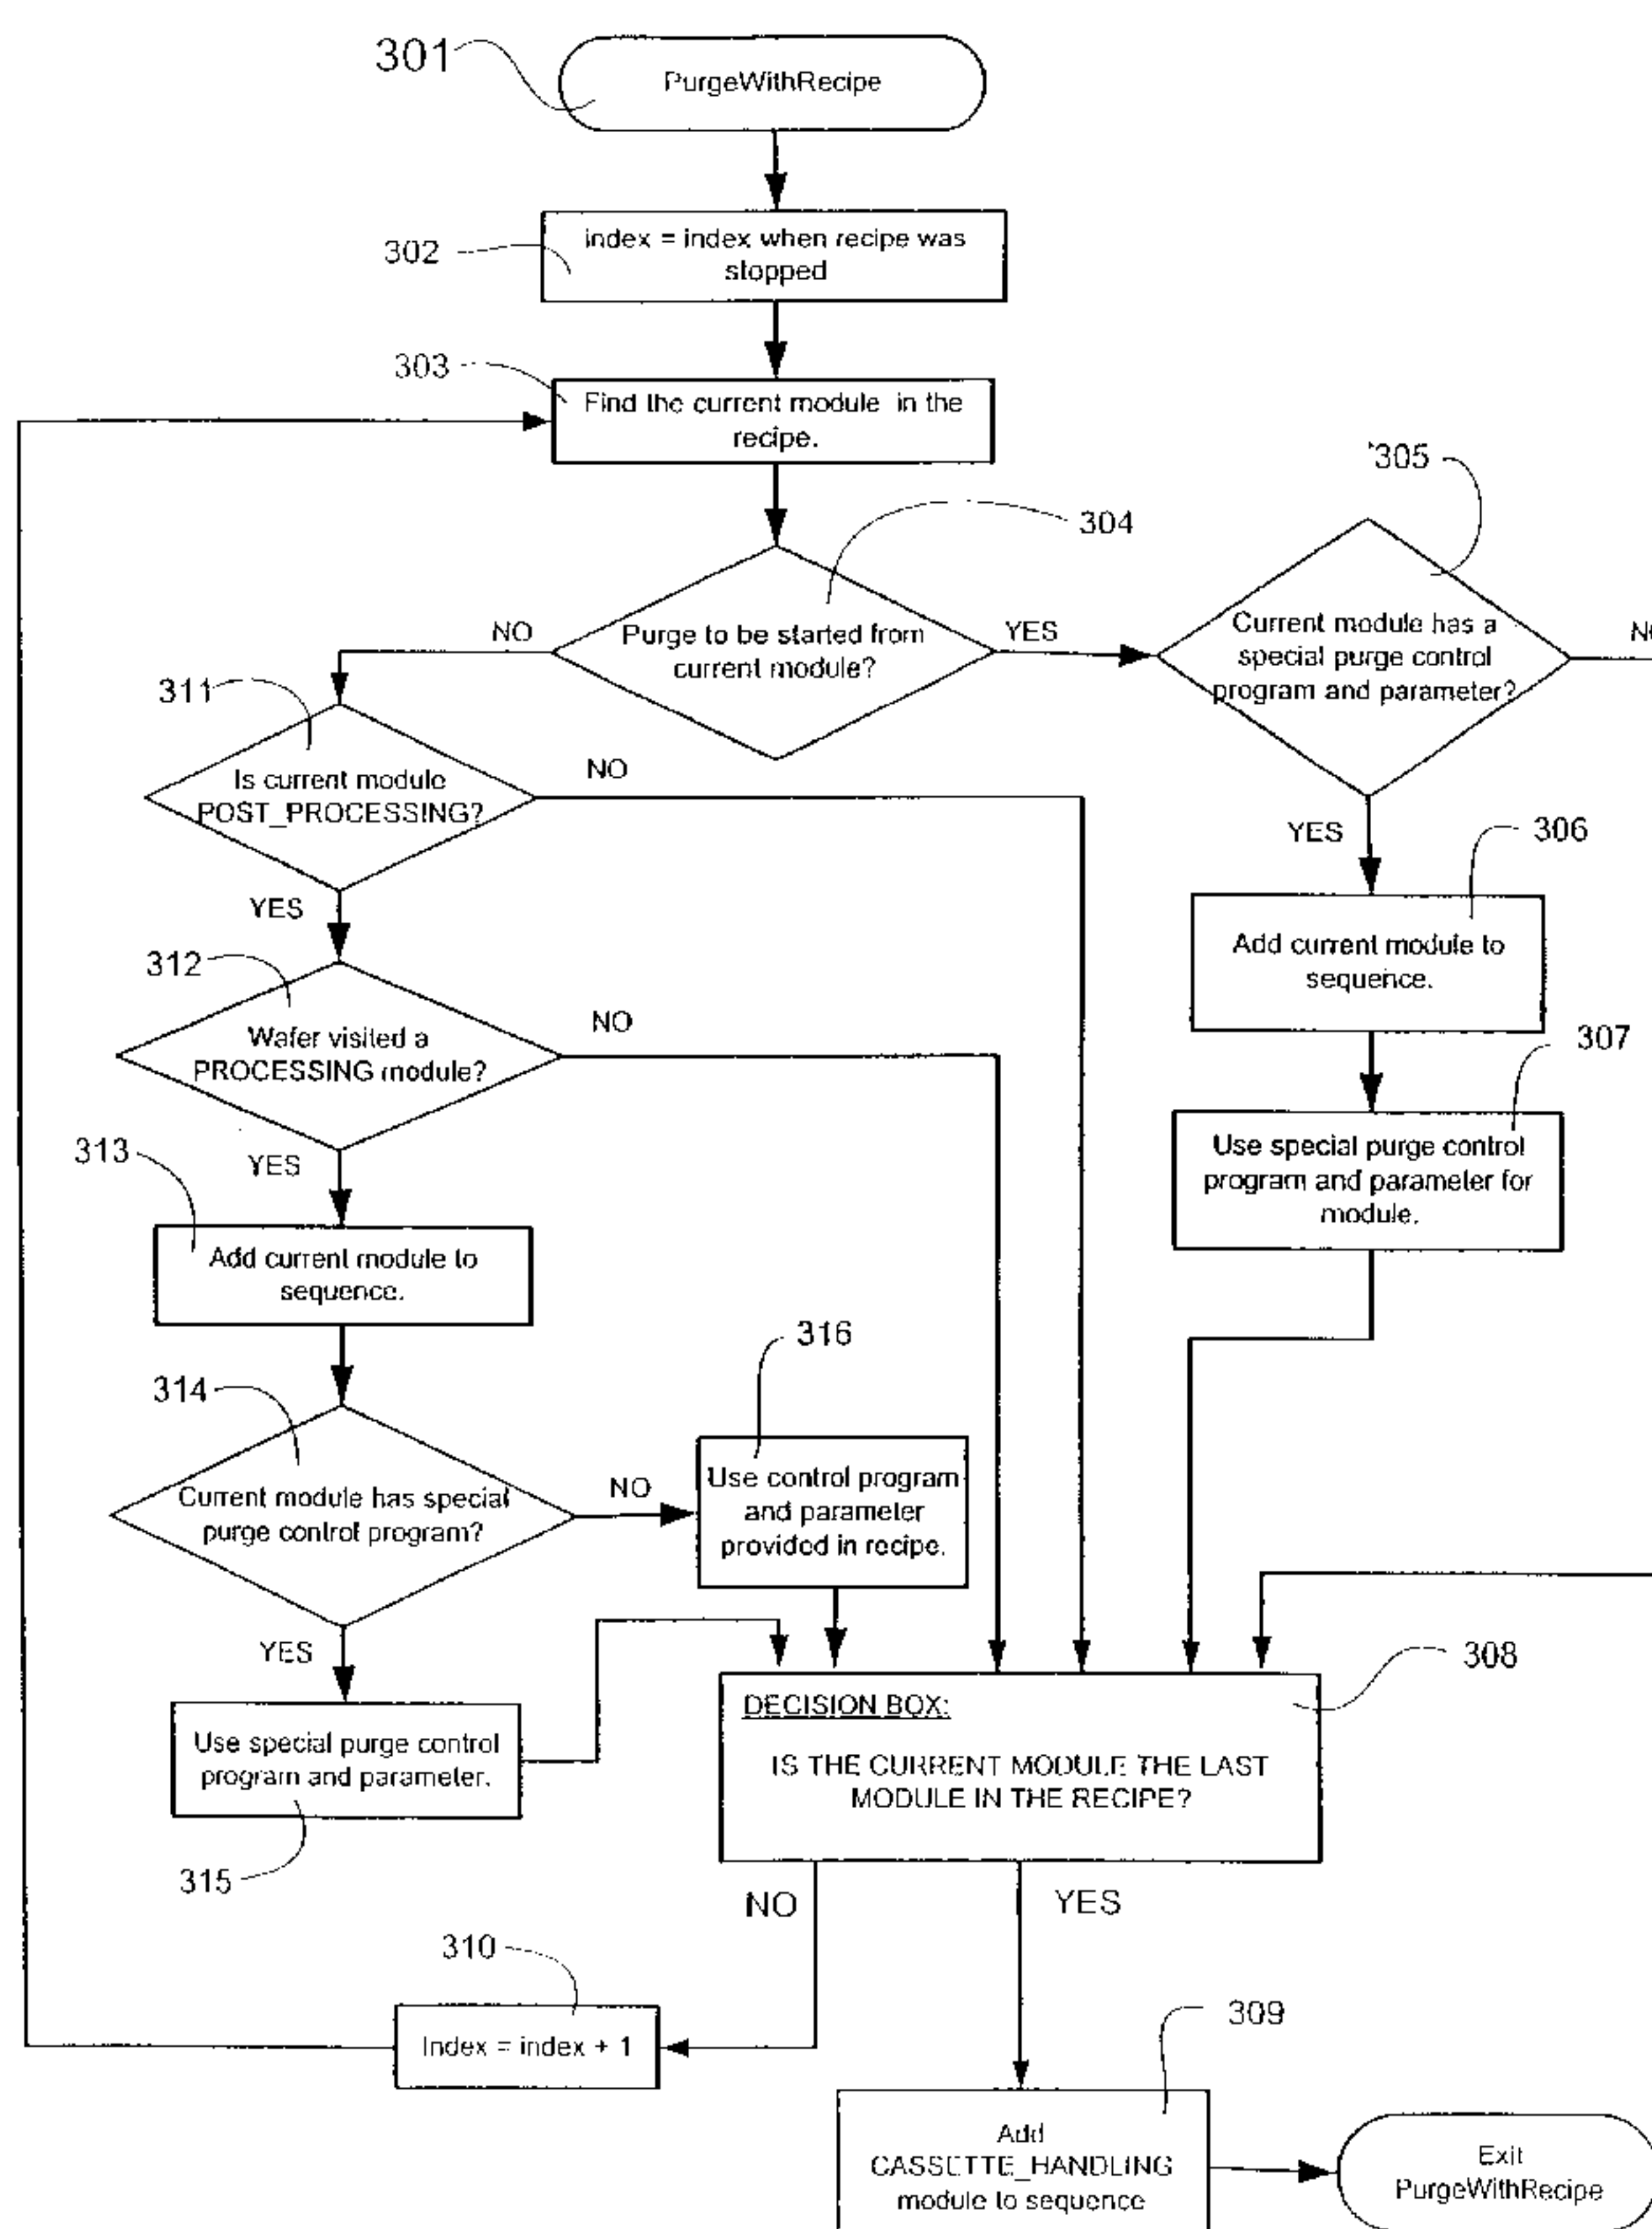 301
PurgeWithRecipe
302
index = index when recipe was
stopped
303
Find the current module in the
recipe.
304
305
NO
Purge to be started from
current module?
YES
Current module has a
special purge control
program and parameter?
311
Is current module
POST_PROCESSING?
NO
YES
YES
306
Add current module to
sequence.
312
Wafer visited a
PROCESSING module?
NO
307
Use special purge control
program and parameter for
module.
YES
313
Add current module to
sequence.
316
Use control program
and parameter
provided in recipe.
314
Current module has special
purge control program?
NO
YES
308
DECISION BOX:
IS THE CURRENT MODULE THE LAST
MODULE IN THE RECIPE?
Use special purge control
program and parameter.
315
NO
YES
310
Index = index + 1
309
Add
CASSETTE_HANDLING
module to sequence
Exit
PurgeWithRecipe